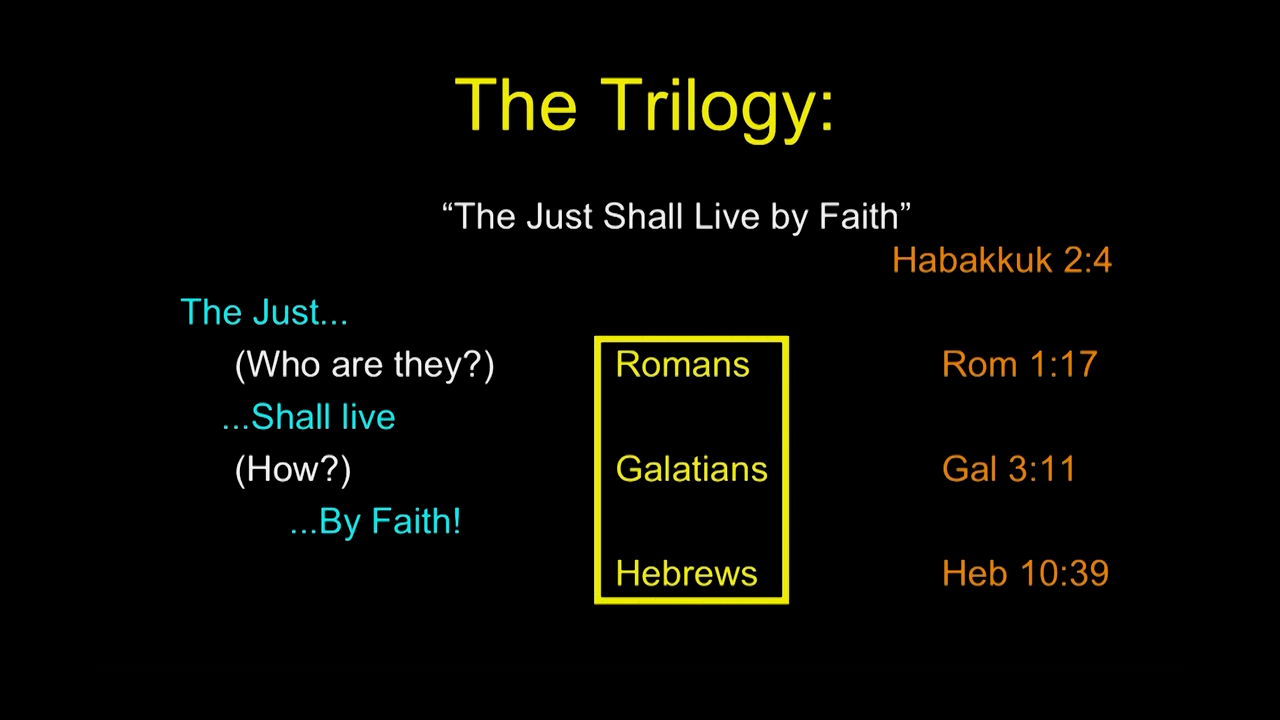 The Trilogy:
“The Just Shall Live by Faith”
Habakkuk 2:4
The Just...
(Who are they?) Romans Rom 1:17
...Shall live
(How?) Galatians Gal 3:11
...By Faith!
Hebrews Heb 10:39